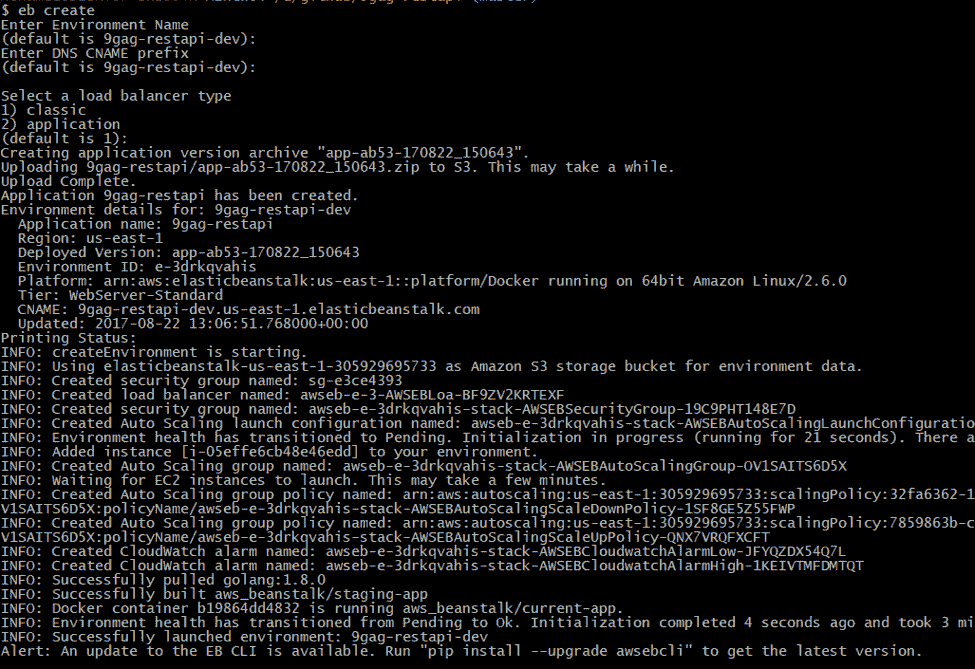 $ eb create
Enter Environment Name
(default is 9gag-restapi-dev):
Enter DNS CNAME prefix
(default is 9gag-restapi-dev):
Select a load balancer type
1) classic
2) application
(default is 1):
Creating application version archive "app-ab53-170822_150643".
Uploading 9gag-restapi/app-ab53-170822_150643.zip to S3. This may take a while.
Upload Complete.
Application 9gag-restapi has been created.
Environment details for: 9gag-restapi-dev
  Application name: 9gag-restapi
  Region: us-east-1
  Deployed Version: app-ab53-170822_150643
  Environment ID: e-3drkqvahis
  Platform: arn:aws:elasticbeanstalk:us-east-1::platform/Docker running on 64bit Amazon Linux/2.6.0
  Tier: WebServer-Standard
  CNAME: 9gag-restapi-dev.us-east-1.elasticbeanstalk.com
  Updated: 2017-08-22 13:06:51.768000+00:00
Printing Status:
INFO: createEnvironment is starting.
INFO: Using elasticbeanstalk-us-east-1-305929695733 as Amazon S3 storage bucket for environment data.
INFO: Created security group named: sg-e3ce4393
INFO: Created load balancer named: awseb-e-3-AWSEBLoa-BF9ZV2KRTEXF
INFO: Created security group named: awseb-e-3drkqvahis-stack-AWSEBSecurityGroup-19C9PHT148E7D
INFO: Created Auto Scaling launch configuration named: awseb-e-3drkqvahis-stack-AWSEBAutoScalingLaunchConfiguratio
INFO: Environment health has transitioned to Pending. Initialization in progress (running for 21 seconds). There a
INFO: Added instance [i-05effe6cb48e46edd] to your environment.
INFO: Created Auto Scaling group named: awseb-e-3drkqvahis-stack-AWSEBAutoScalingGroup-OV1SAITS6D5X
INFO: Waiting for EC2 instances to launch. This may take a few minutes.
INFO: Created Auto Scaling group policy named: arn:aws:autoscaling:us-east-1:305929695733:scalingPolicy:32fa6362-1
V1SAITS6D5X:policyName/awseb-e-3drkqvahis-stack-AWSEBAutoScalingScaleDownPolicy-1SF8GE5Z55FWP
INFO: Created Auto Scaling group policy named: arn:aws:autoscaling:us-east-1:305929695733:scalingPolicy:7859863b-c
V1SAITS6D5X:policyName/awseb-e-3drkqvahis-stack-AWSEBAutoScalingScaleUpPolicy-QNX7VRQFXCFT
INFO: Created CloudWatch alarm named: awseb-e-3drkqvahis-stack-AWSEBCloudwatchAlarmLow-JFYQZDX54Q7L
INFO: Created CloudWatch alarm named: awseb-e-3drkqvahis-stack-AWSEBCloudwatchAlarmHigh-1KEIVTMFDMTQT
INFO: Successfully pulled golang:1.8.0
INFO: Successfully built aws_beanstalk/staging-app
INFO: Docker container b19864dd4832 is running aws_beanstalk/current-app.
INFO: Environment health has transitioned from Pending to Ok. Initialization completed 4 seconds ago and took 3 mi
INFO: Successfully launched environment: 9gag-restapi-dev
Alert: An update to the EB CLI is available. Run "pip install --upgrade awsebcli" to get the latest version.